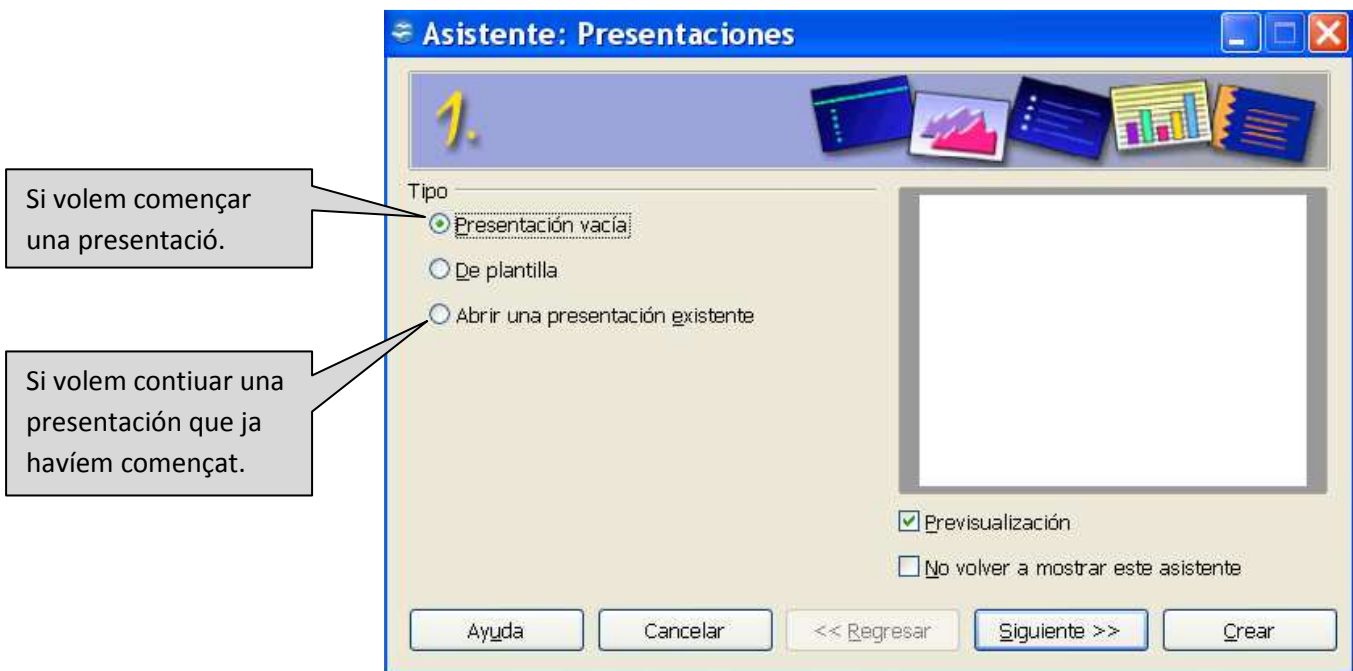 Asistente: Presentaciones
1.
Si volem començar
una presentació.
Tipo
Presentación vacía
De plantilla
Abrir una presentación existente
Si volem contiuar una
presentación que ja
havíem començat.
Previsualización
No volver a mostrar este asistente
Ayuda
Cancelar
<< Regresar
Siguiente >>
Crear